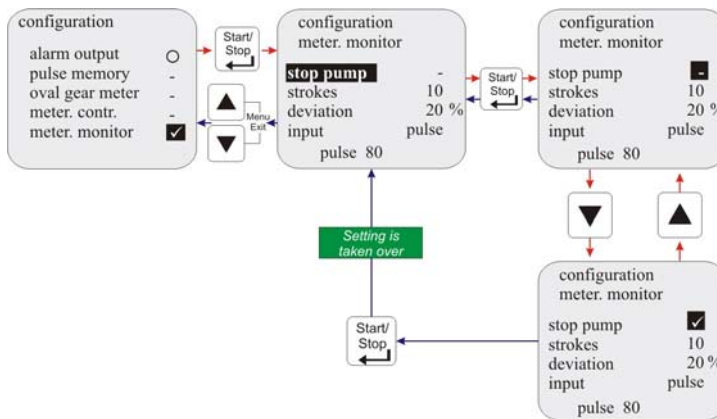 configuration
alarm output
pulse memory -
oval gear meter -
meter. contr. -
meter. monitor ✓
Start/
Stop
Menu
Exit
configuration
meter. monitor
stop pump -
strokes 10
deviation 20 %
input pulse
pulse 80
Start/
Stop
configuration
meter. monitor
stop pump -
strokes 10
deviation 20 %
input pulse
pulse 80
Setting is
taken over
Start/
Stop
configuration
meter. monitor
stop pump ✓
strokes 10
deviation 20 %
input pulse
pulse 80